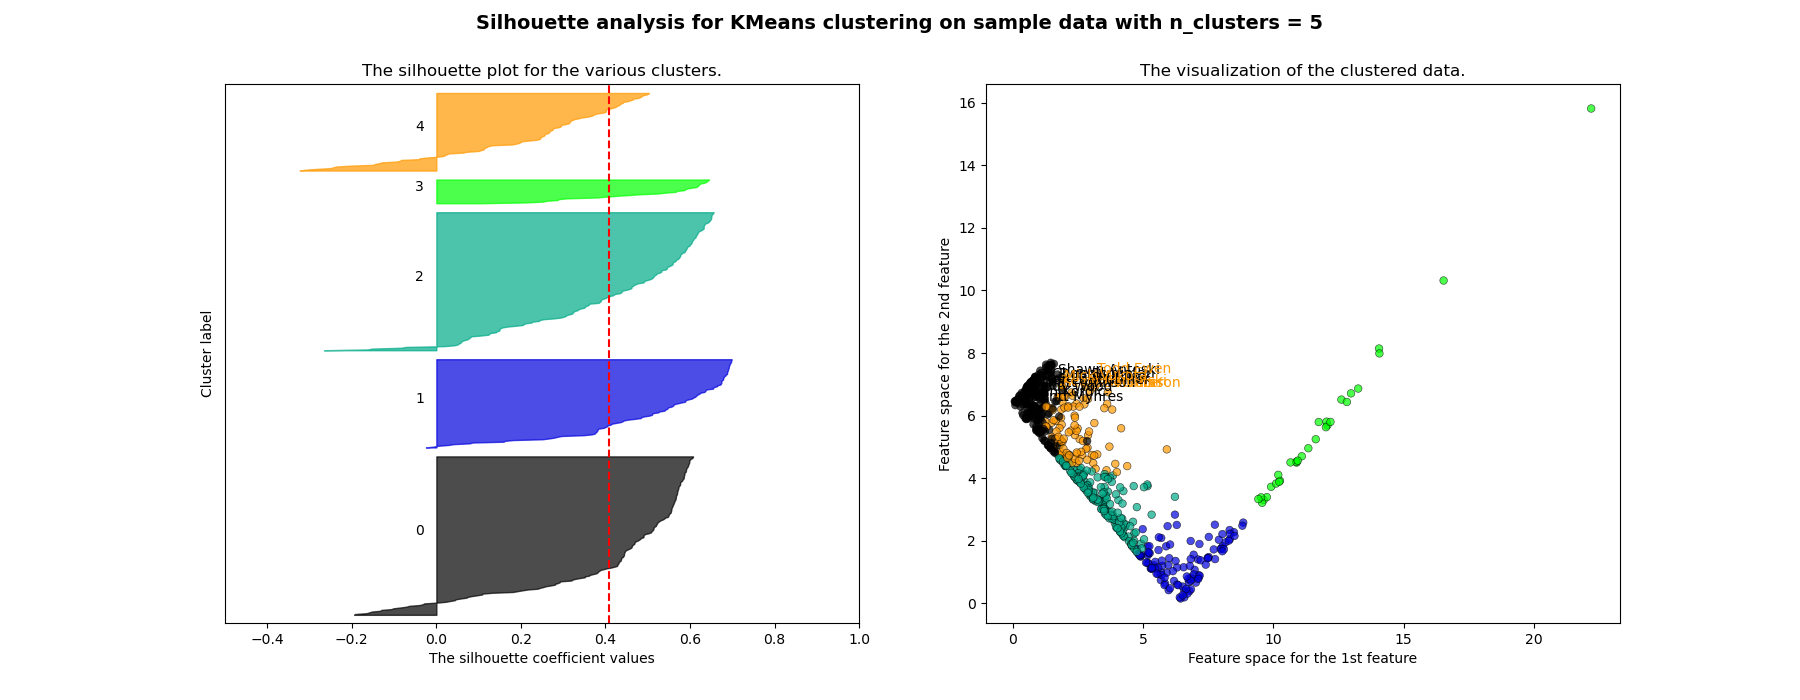 Silhouette analysis for KMeans clustering on sample data with n_clusters = 5
The silhouette plot for the various clusters.
Cluster label
4
3
2
1
0
−0.4 −0.2 0.0 0.2 0.4 0.6 0.8 1.0
The silhouette coefficient values
The visualization of the clustered data.
Feature space for the 2nd feature
16
14
12
10
8
6
4
2
0
Shawn Antoski
0 5 10 15 20
Feature space for the 1st feature